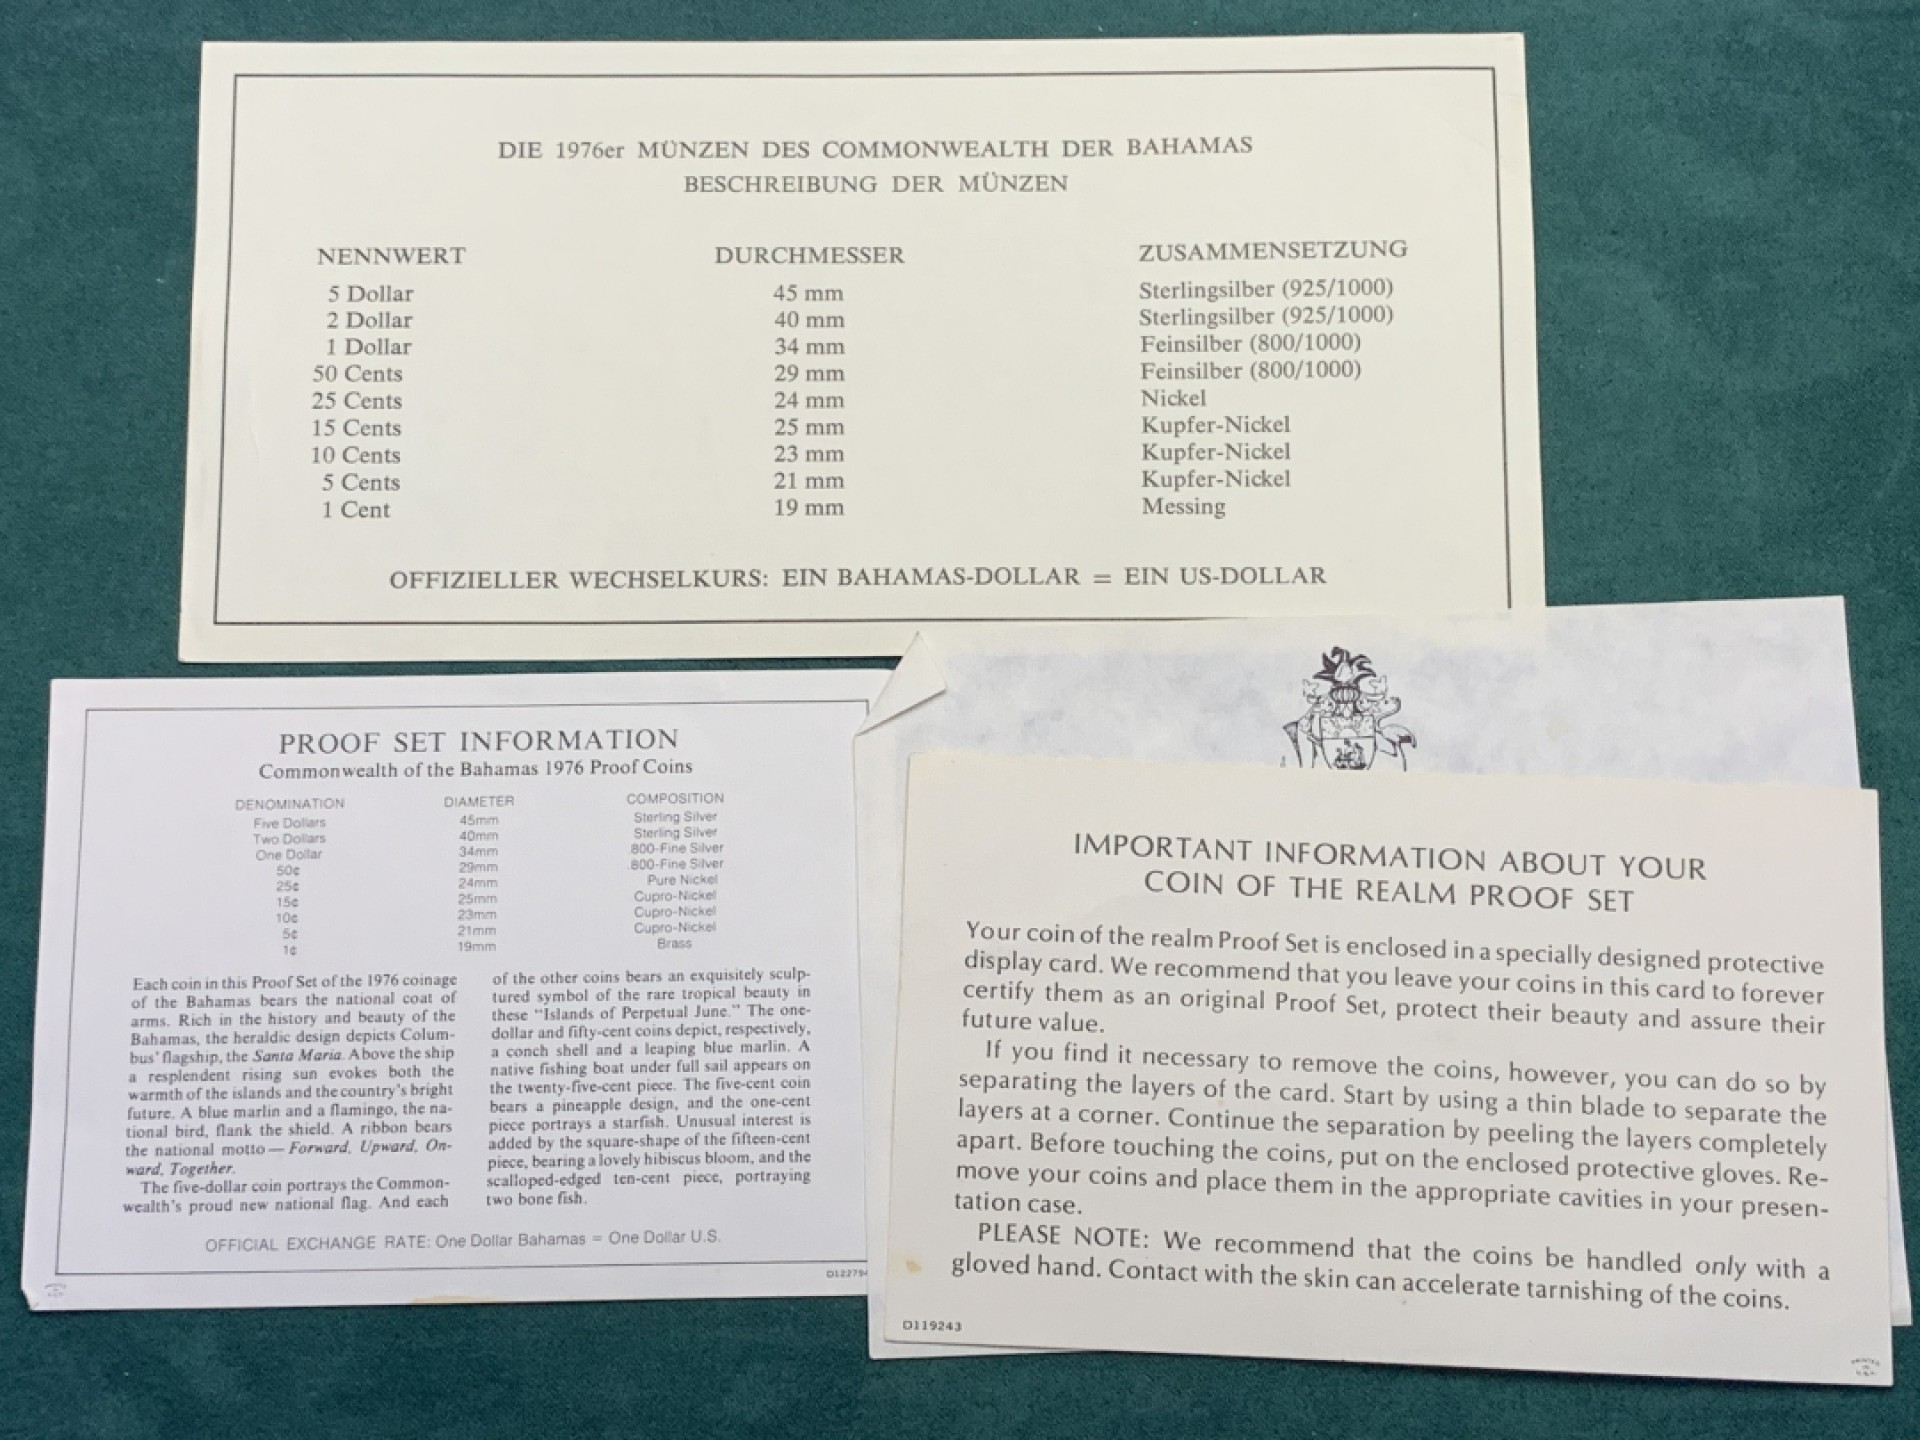 DIE 1976er MÜNZEN DES COMMONWEALTH DER BAHAMAS
BESCHREIBUNG DER MÜNZEN
NENNWERT DURCHMESSER ZUSAMMENSETZUNG
5 Dollar 45 mm Sterlingsilber (925/1000)
2 Dollar 40 mm Sterlingsilber (925/1000)
1 Dollar 34 mm Feinsilber (800/1000)
50 Cents 29 mm Feinsilber (800/1000)
25 Cents 24 mm Nickel
15 Cents 25 mm Kupfer-Nickel
10 Cents 23 mm Kupfer-Nickel
5 Cents 21 mm Kupfer-Nickel
1 Cent 19 mm Messing
OFFIZIELLER WECHSELKURS: EIN BAHAMAS-DOLLAR = EIN US-DOLLAR
PROOF SET INFORMATION
Commonwealth of the Bahamas 1976 Proof Coins
DENOMINATION DIAMETER COMPOSITION
Five Dollars 45mm Sterling Silver
Two Dollars 40mm Sterling Silver
One Dollar 34mm .800-Fine Silver
50¢ 29mm .800-Fine Silver
25¢ 24mm Pure Nickel
15¢ 25mm Cupro-Nickel
10¢ 23mm Cupro-Nickel
5¢ 21mm Cupro-Nickel
1¢ 19mm Brass
Each coin in this Proof Set of the 1976 coinage
of the Bahamas bears the national coat of
arms. Rich in the history and beauty of the
Bahamas, the heraldic design depicts Colum-
bus' flagship, the Santa Maria. Above the ship
a resplendent rising sun evokes both the
warmth of the islands and the country's bright
future. A blue marlin and a flamingo, the na-
tional bird, flank the shield. A ribbon bears
the national motto — Forward, Upward, On-
ward, Together.
The five-dollar coin portrays the Common-
wealth's proud new national flag. And each
of the other coins bears an exquisitely sculp-
tured symbol of the rare tropical beauty in
these "Islands of Perpetual June." The one-
dollar and fifty-cent coins depict, respectively,
a conch shell and a leaping blue marlin. A
native fishing boat under full sail appears on
the twenty-five-cent piece. The five-cent coin
bears a pineapple design, and the one-cent
piece portrays a starfish. Unusual interest is
added by the square-shape of the fifteen-cent
piece, bearing a lovely hibiscus bloom, and the
scalloped-edged ten-cent piece, portraying
two bone fish.
OFFICIAL EXCHANGE RATE: One Dollar Bahamas = One Dollar U.S.
D12279
IMPORTANT INFORMATION ABOUT YOUR
COIN OF THE REALM PROOF SET
Your coin of the realm Proof Set is enclosed in a specially designed protective
display card. We recommend that you leave your coins in this card to forever
certify them as an original Proof Set, protect their beauty and assure their
future value.
If you find it necessary to remove the coins, however, you can do so by
separating the layers of the card. Start by using a thin blade to separate the
layers at a corner. Continue the separation by peeling the layers completely
apart. Before touching the coins, put on the enclosed protective gloves. Re-
move your coins and place them in the appropriate cavities in your presen-
tation case.
PLEASE NOTE: We recommend that the coins be handled only with a
gloved hand. Contact with the skin can accelerate tarnishing of the coins.
D119243
PRINTED
IN
U.S.A.